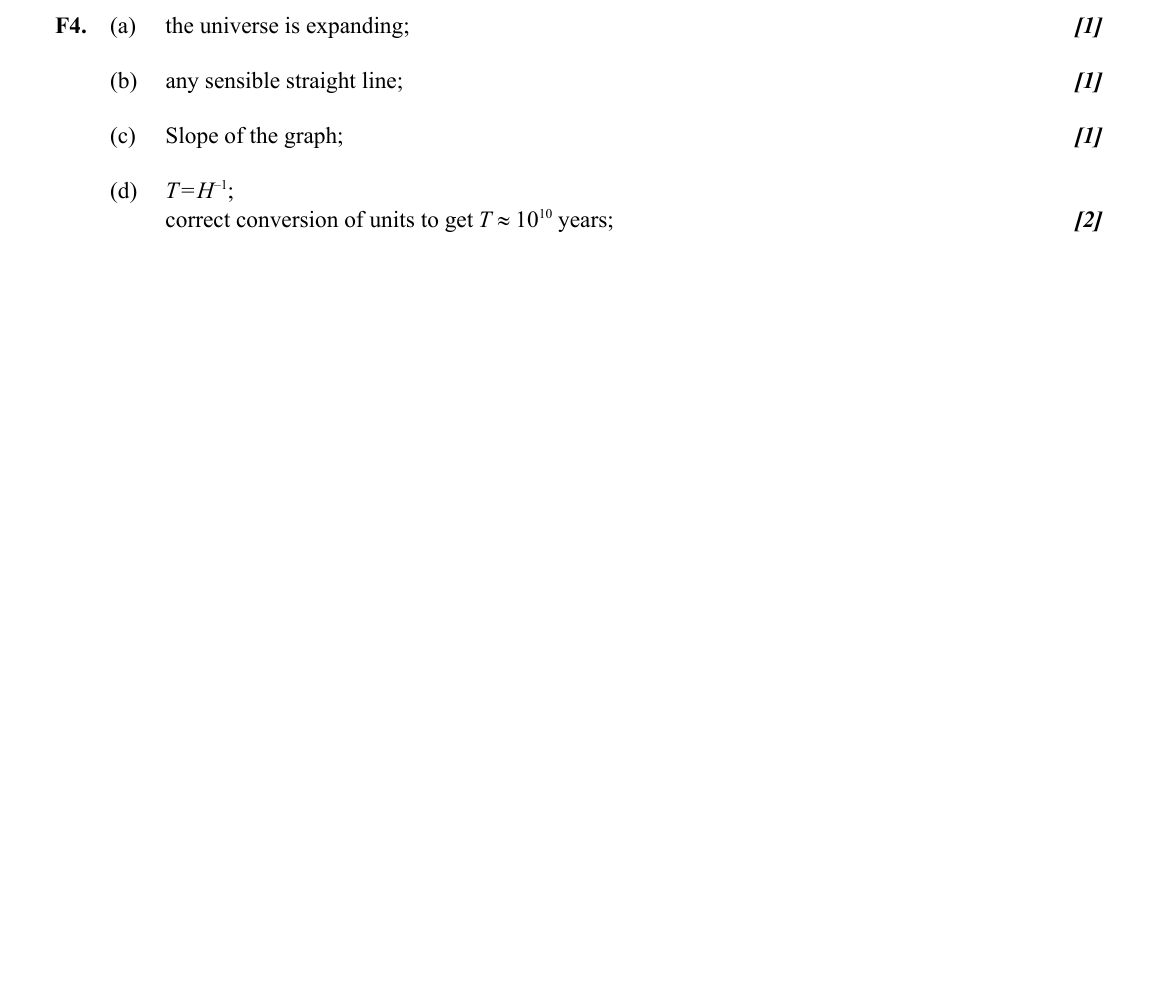 F4. (a) the universe is expanding; [1]
(b) any sensible straight line; [1]
(c) Slope of the graph; [1]
(d) T=H⁻¹;
correct conversion of units to get T ≈ 10¹⁰ years; [2]